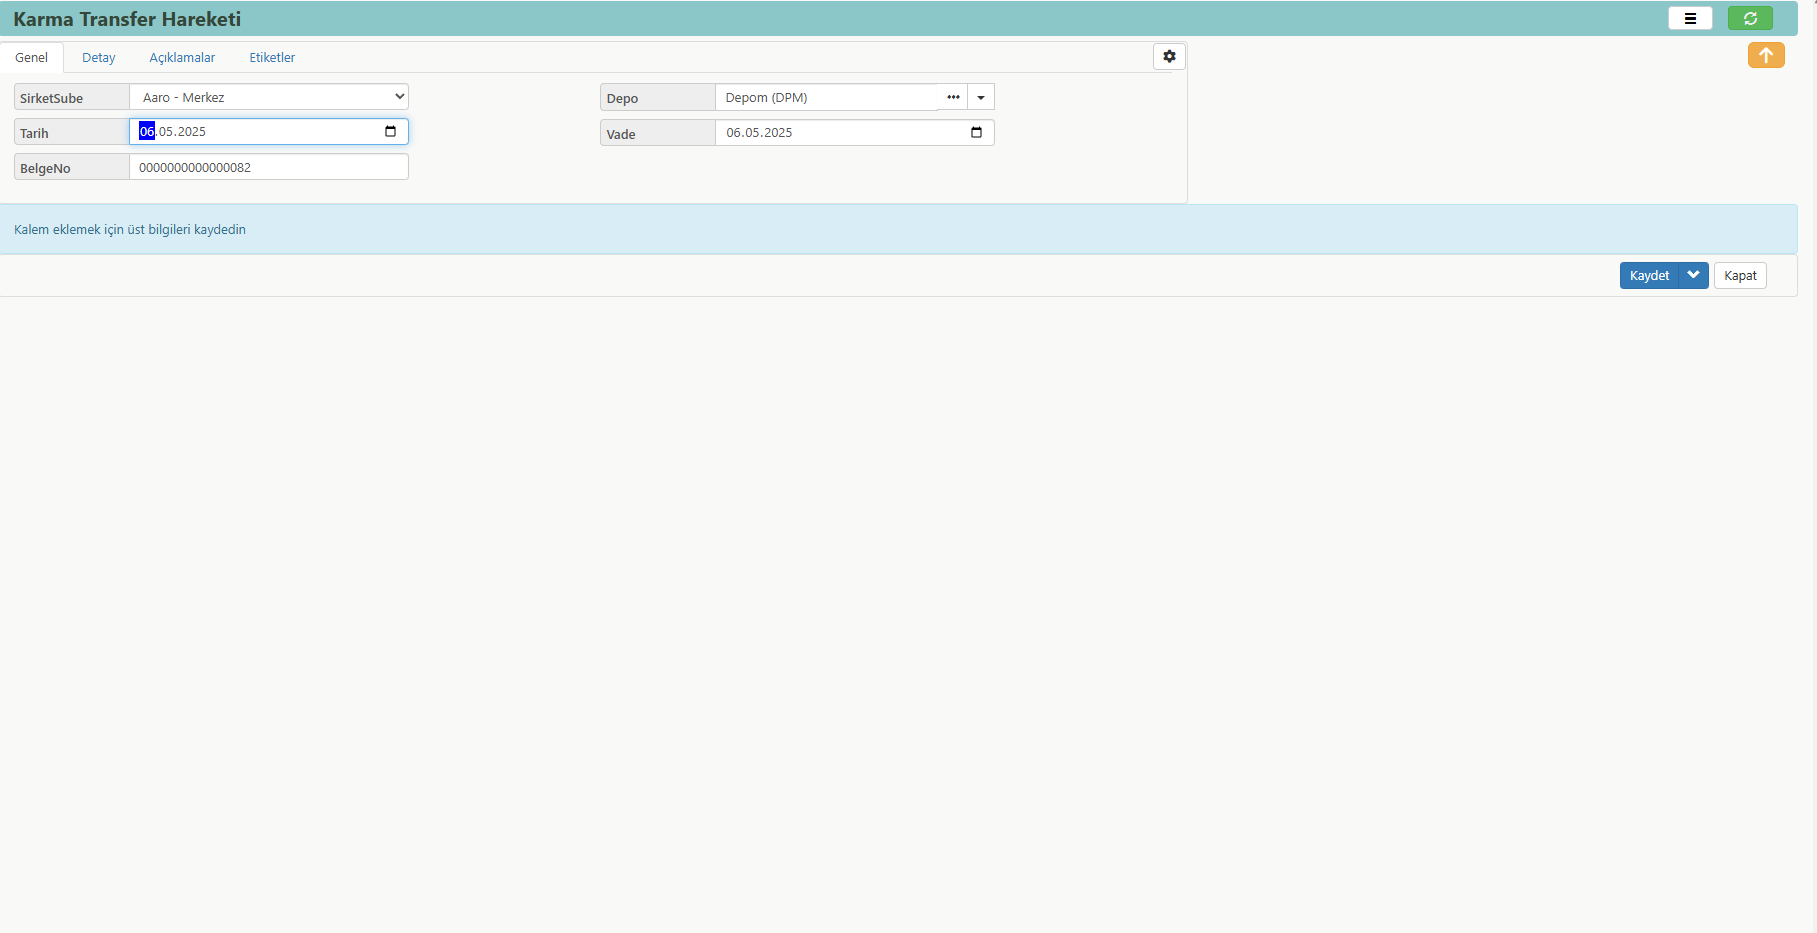 Karma Transfer Hareketi
Genel Detay Açıklamalar Etiketler
SirketSube Aaro - Merkez Depo Depom (DPM)
Tarih 06.05.2025 Vade 06.05.2025
BelgeNo 0000000000000082
Kalem eklemek için üst bilgileri kaydedin
Kaydet Kapat